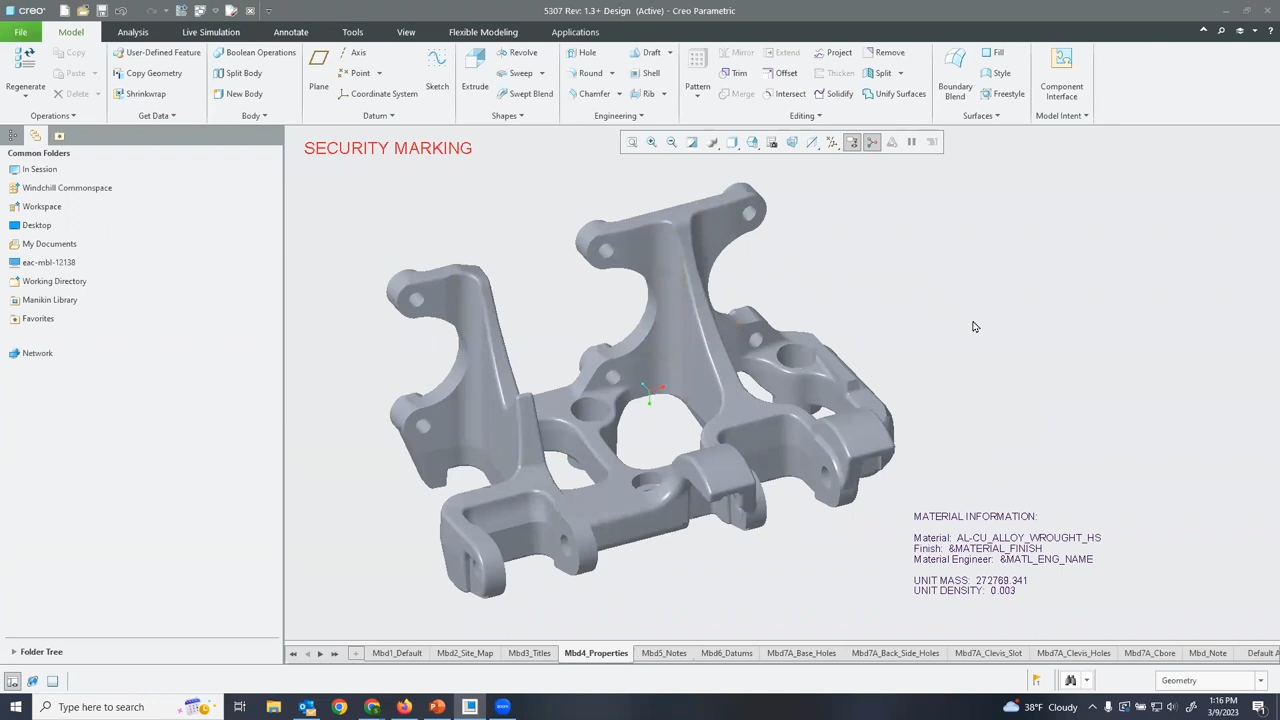 CREO° 5307 Rev: 1.3+ Design (Active) - Creo Parametric
File Model Analysis Live Simulation Annotate Tools View Flexible Modeling Applications
Regenerate Copy Paste Delete
Operations
User-Defined Feature
Copy Geometry
Shrinkwrap
Get Data
Boolean Operations
Split Body
New Body
Body
Plane
Axis
Point
Coordinate System
Sketch
Datum
Extrude
Revolve
Sweep
Swept Blend
Shapes
Hole Draft
Round Shell
Chamfer Rib
Engineering
Pattern
Mirror Extend Project Remove
Trim Offset Thicken Split
Merge Intersect Solidify Unify Surfaces
Editing
Boundary Blend
Fill
Style
Freestyle
Surfaces
Component Interface
Model Intent
Common Folders
In Session
Windchill Commonspace
Workspace
Desktop
My Documents
eac-mbl-12138
Working Directory
Manikin Library
Favorites
Network
Folder Tree
SECURITY MARKING
MATERIAL INFORMATION:
Material: AL-CU_ALLOY_WROUGHT_HS
Finish: &MATERIAL_FINISH
Material Engineer: &MATL_ENG_NAME
UNIT MASS: 272769.341
UNIT DENSITY: 0.003
Mbd1_Default Mbd2_Site_Map Mbd3_Titles Mbd4_Properties Mbd5_Notes Mbd6_Datums Mbd7A_Base_Holes Mbd7A_Back_Side_Holes Mbd7A_Clevis_Slot Mbd7A_Clevis_Holes Mbd7A_Cbore Mbd_Note Default A
Geometry
Type here to search
zoom
38°F Cloudy
1:16 PM
3/9/2023